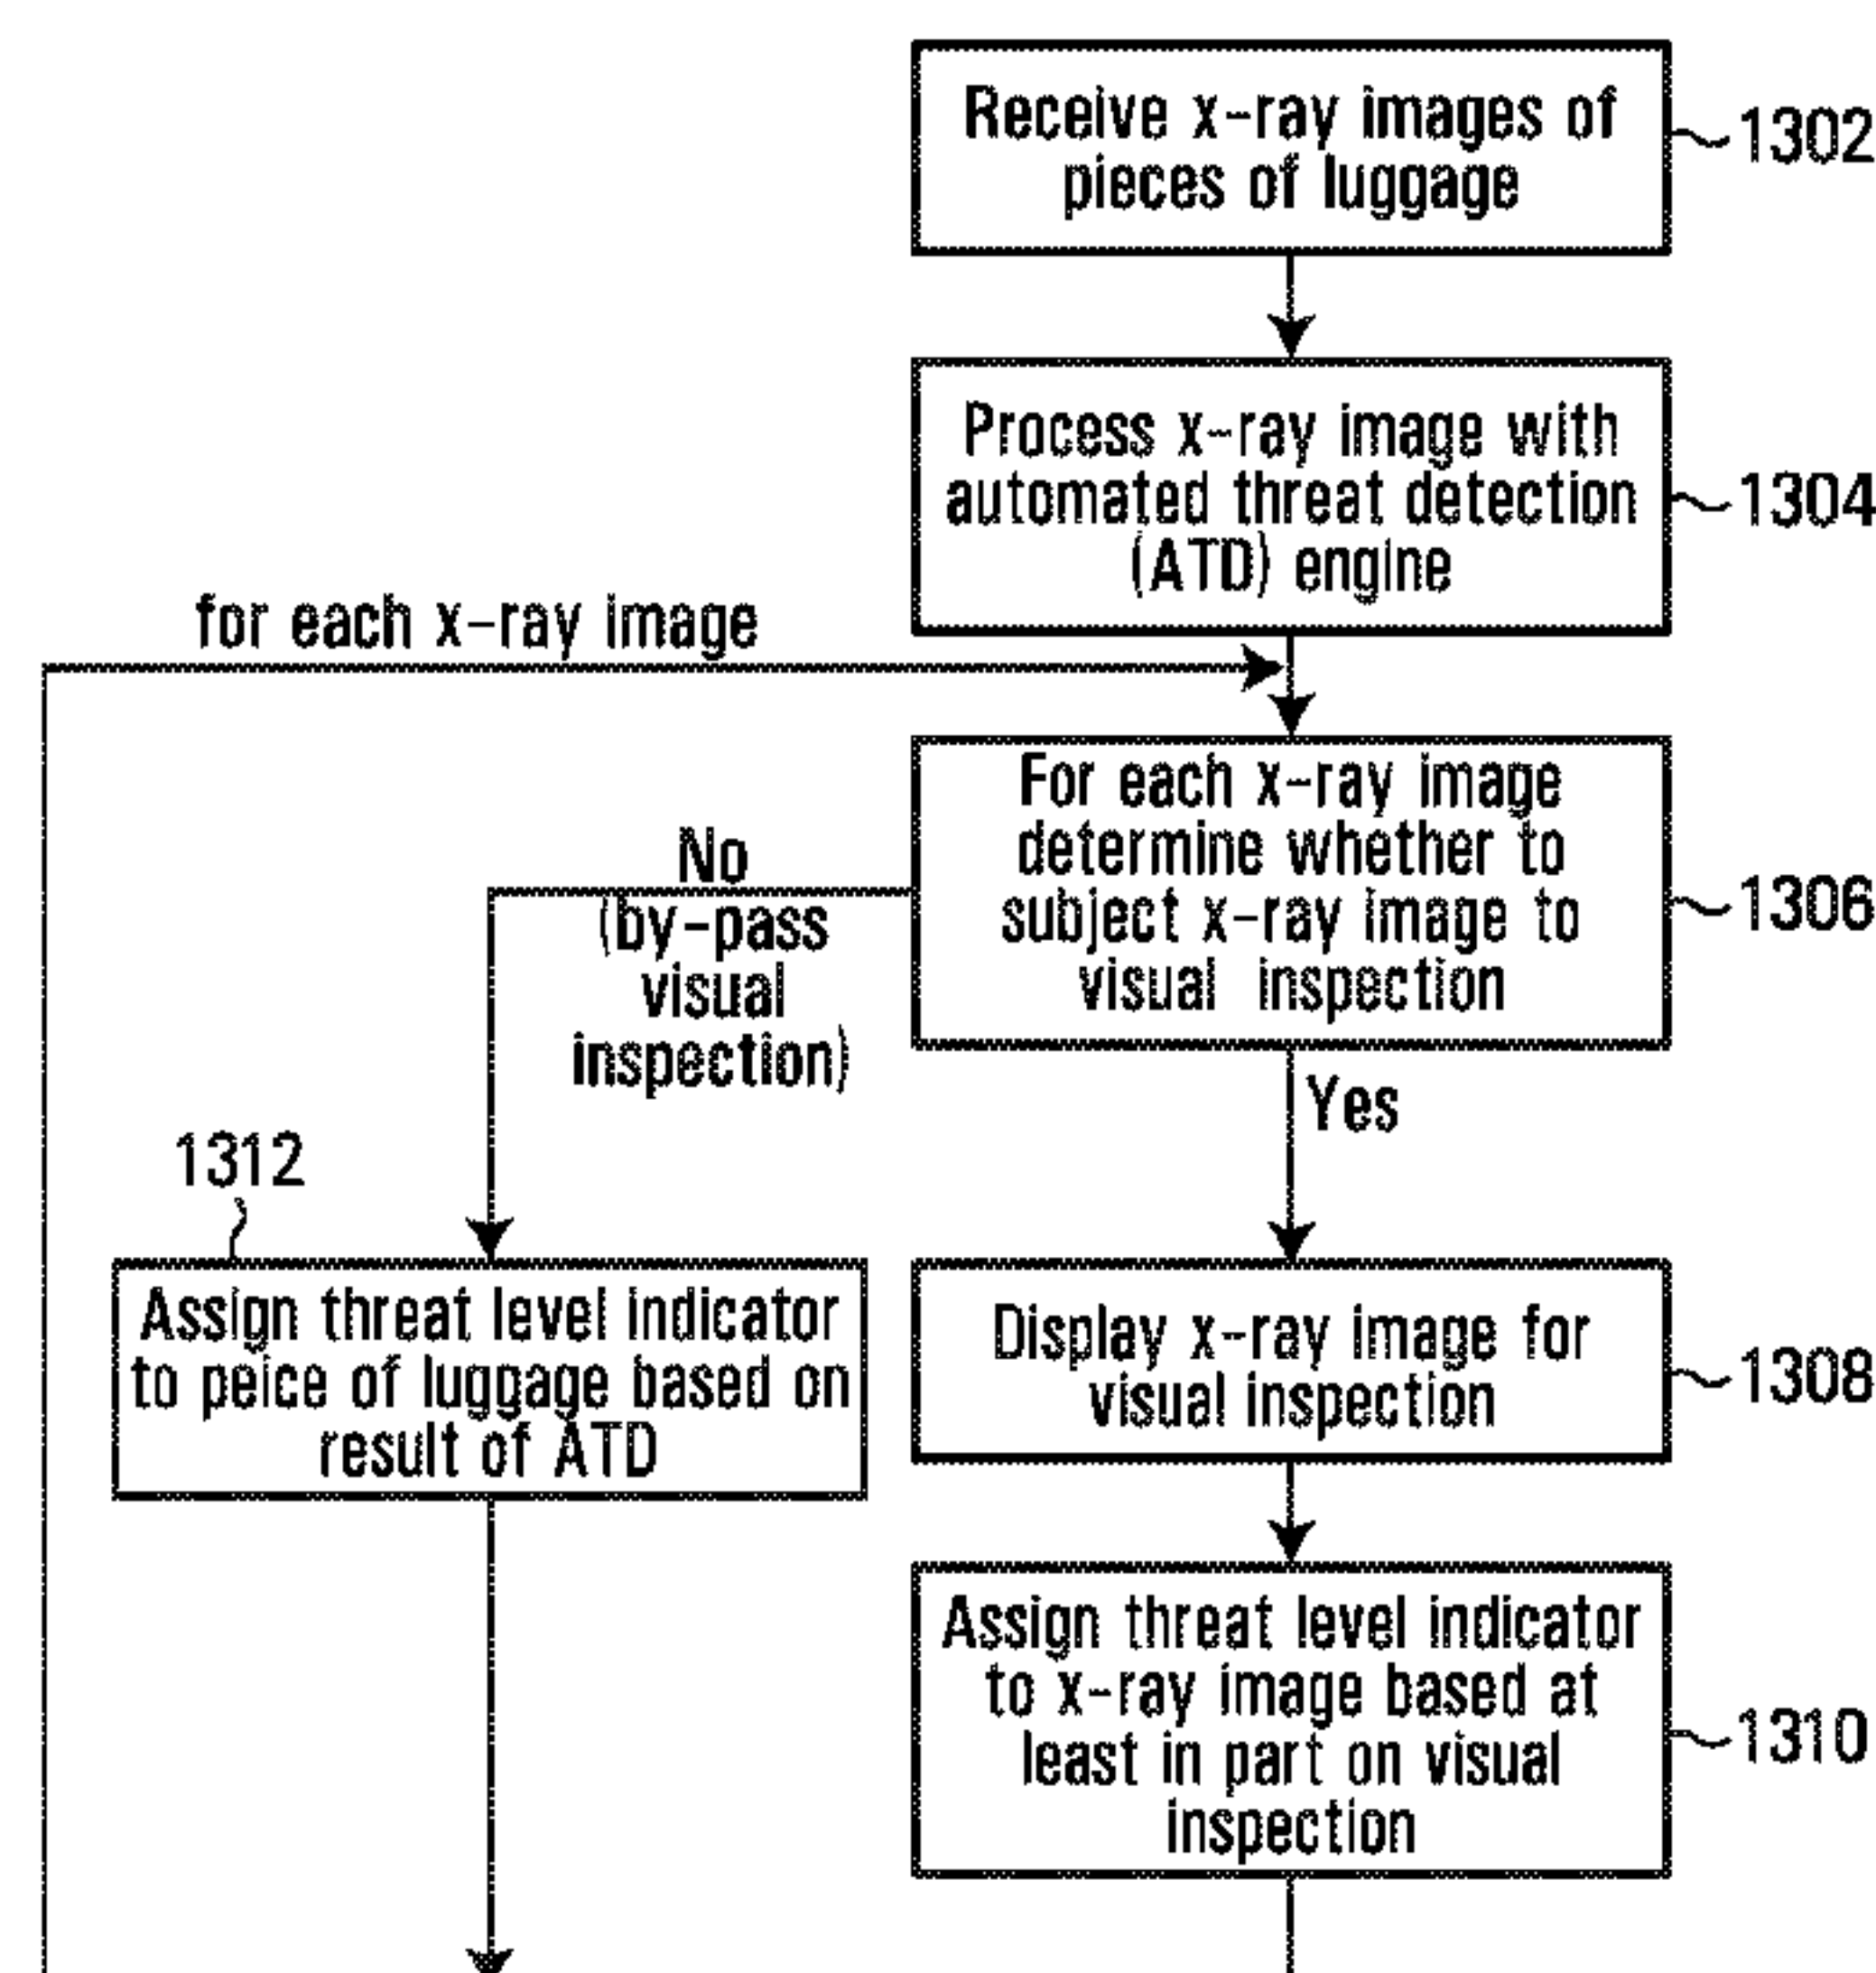 Receive x-ray images of
pieces of luggage
1302
Process x-ray image with
automated threat detection
(ATD) engine
1304
for each x-ray image
For each x-ray image
determine whether to
subject x-ray image to
visual inspection
1306
No
(by-pass
visual
inspection)
Yes
1312
Assign threat level indicator
to peice of luggage based on
result of ATD
Display x-ray image for
visual inspection
1308
Assign threat level indicator
to x-ray image based at
least in part on visual
inspection
1310